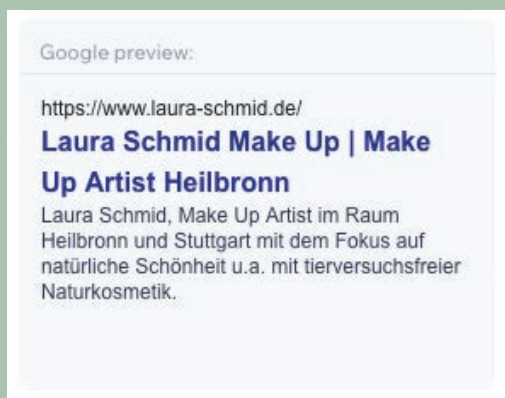 Google preview:
https://www.laura-schmid.de/
Laura Schmid Make Up | Make
Up Artist Heilbronn
Laura Schmid, Make Up Artist im Raum
Heilbronn und Stuttgart mit dem Fokus auf
natürliche Schönheit u.a. mit tierversuchsfreier
Naturkosmetik.